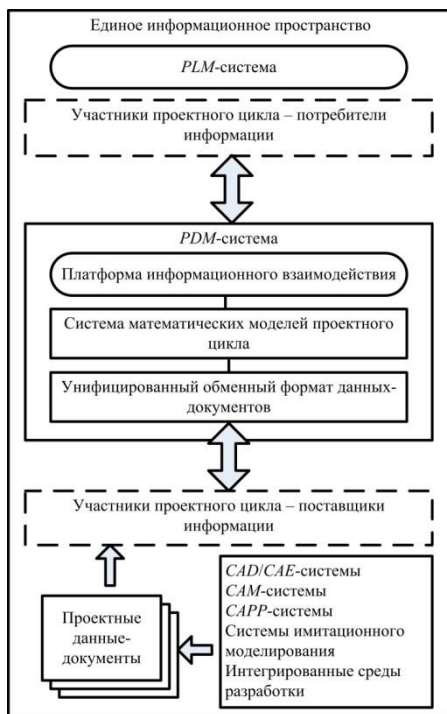 Единое информационное пространство
PLM-система
Участники проектного цикла – потребители
информации
PDM-система
Платформа информационного взаимодействия
Система математических моделей проектного
цикла
Унифицированный обменный формат данных-
документов
Участники проектного цикла – поставщики
информации
Проектные
данные-
документы
CAD/CAE-системы
CAM-системы
CAPP-системы
Системы имитационного
моделирования
Интегрированные среды
разработки